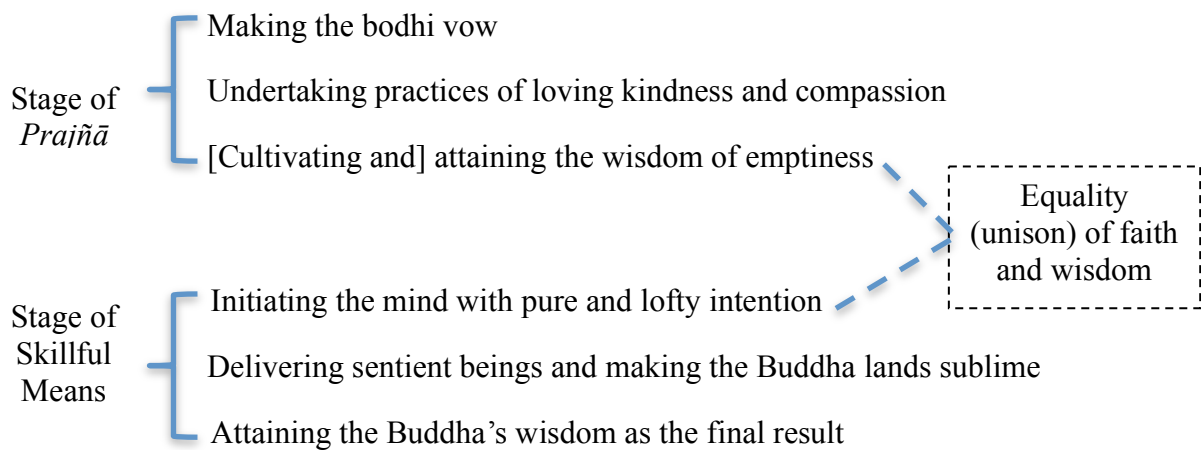 Stage of
Prajñā
Making the bodhi vow
Undertaking practices of loving kindness and compassion
[Cultivating and] attaining the wisdom of emptiness
Equality
(unison) of faith
and wisdom
Stage of
Skillful
Means
Initiating the mind with pure and lofty intention
Delivering sentient beings and making the Buddha lands sublime
Attaining the Buddha’s wisdom as the final result